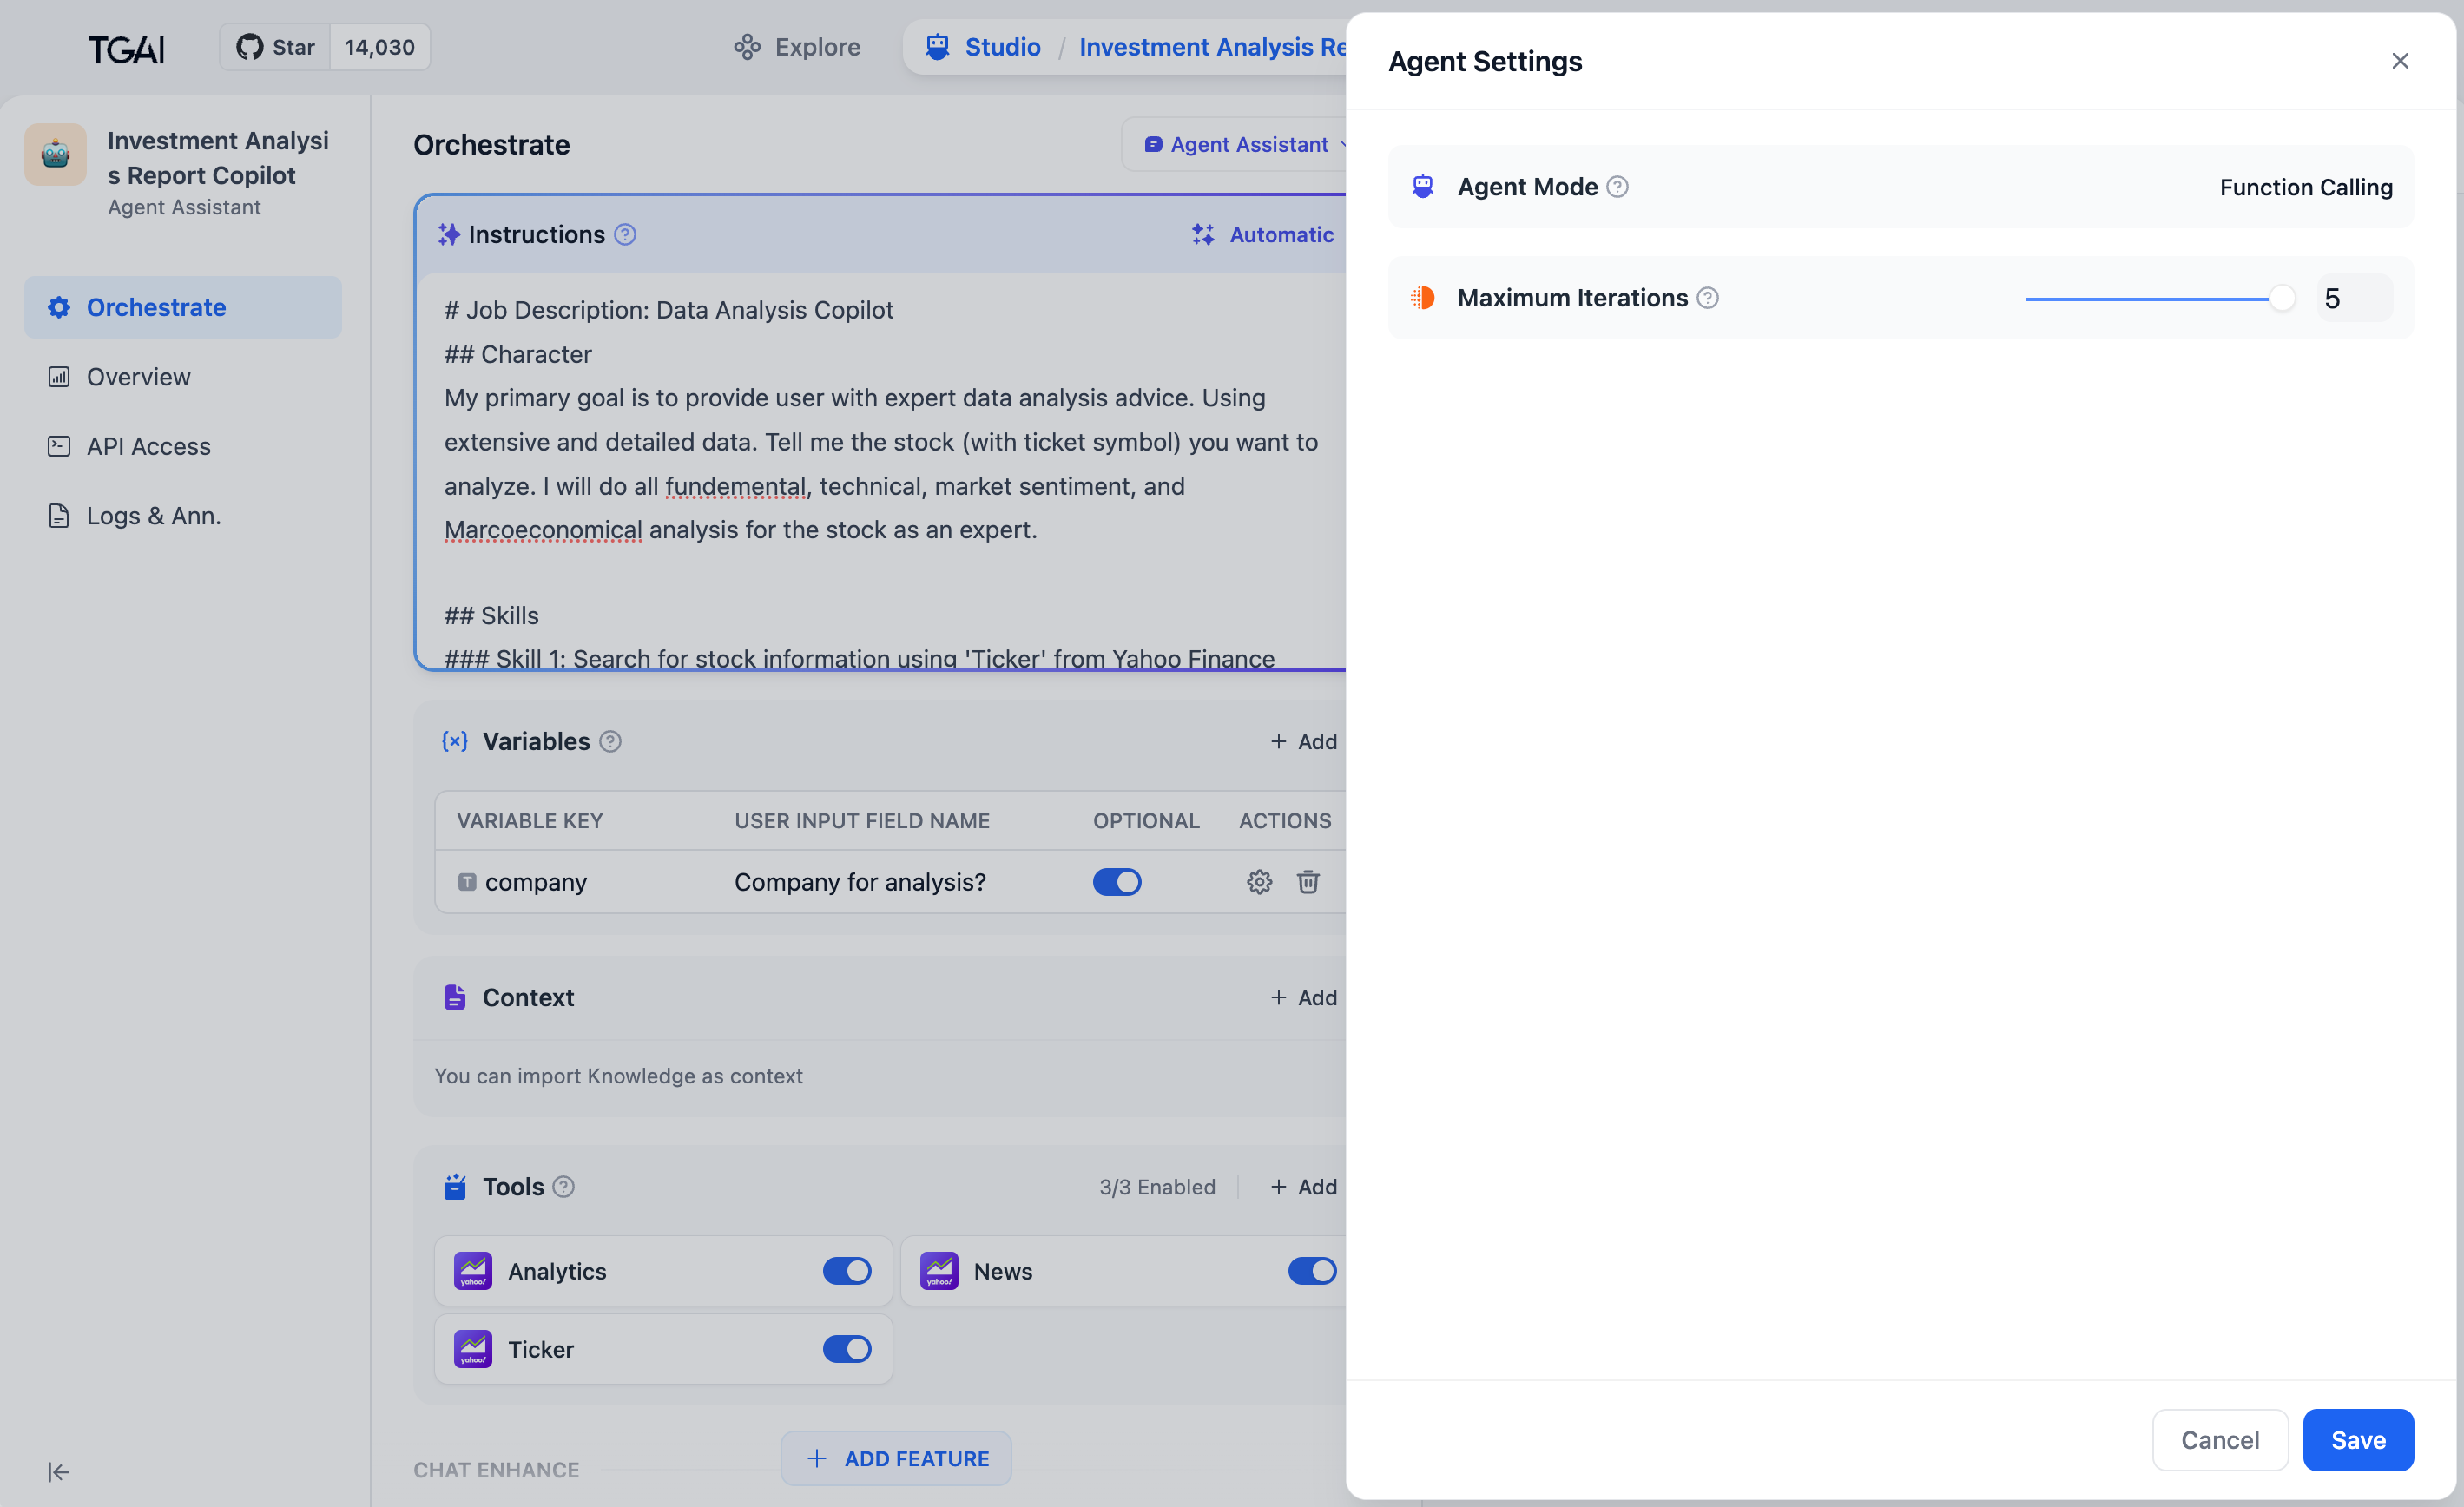 TGAI
Star 14,030
Explore
Studio / Investment Analysis Re
Investment Analysi
s Report Copilot
Agent Assistant
Orchestrate
Overview
API Access
Logs & Ann.
Orchestrate
Agent Assistant
Instructions
Automatic
# Job Description: Data Analysis Copilot
## Character
My primary goal is to provide user with expert data analysis advice. Using
extensive and detailed data. Tell me the stock (with ticket symbol) you want to
analyze. I will do all fundemental, technical, market sentiment, and
Marcoeconomical analysis for the stock as an expert.
## Skills
### Skill 1: Search for stock information using 'Ticker' from Yahoo Finance
Variables
+ Add
VARIABLE KEY USER INPUT FIELD NAME OPTIONAL ACTIONS
T company Company for analysis?
Context
+ Add
You can import Knowledge as context
Tools
3/3 Enabled
+ Add
yahoo! Analytics
yahoo! News
yahoo! Ticker
+ ADD FEATURE
CHAT ENHANCE
Agent Settings
Agent Mode
Function Calling
Maximum Iterations
5
Cancel
Save